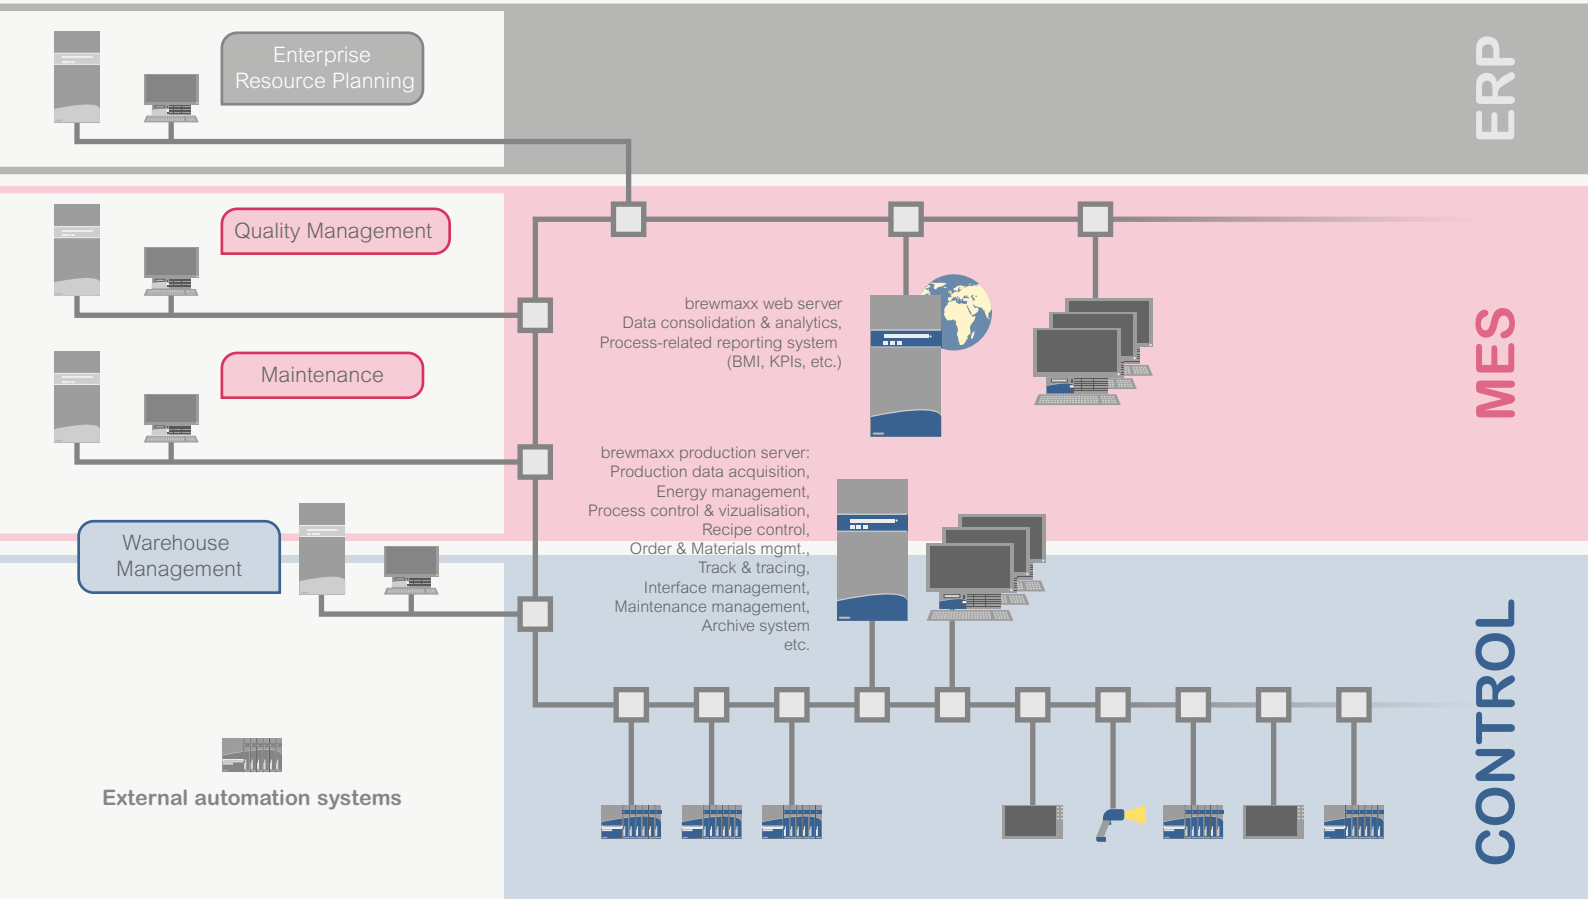 Enterprise
Resource Planning
ERP
Quality Management
Maintenance
brewmaxx web server
Data consolidation & analytics,
Process-related reporting system
(BMI, KPIs, etc.)
MES
brewmaxx production server:
Production data acquisition,
Energy management,
Process control & vizualisation,
Recipe control,
Order & Materials mgmt.,
Track & tracing,
Interface management,
Maintenance management,
Archive system
etc.
Warehouse
Management
CONTROL
External automation systems